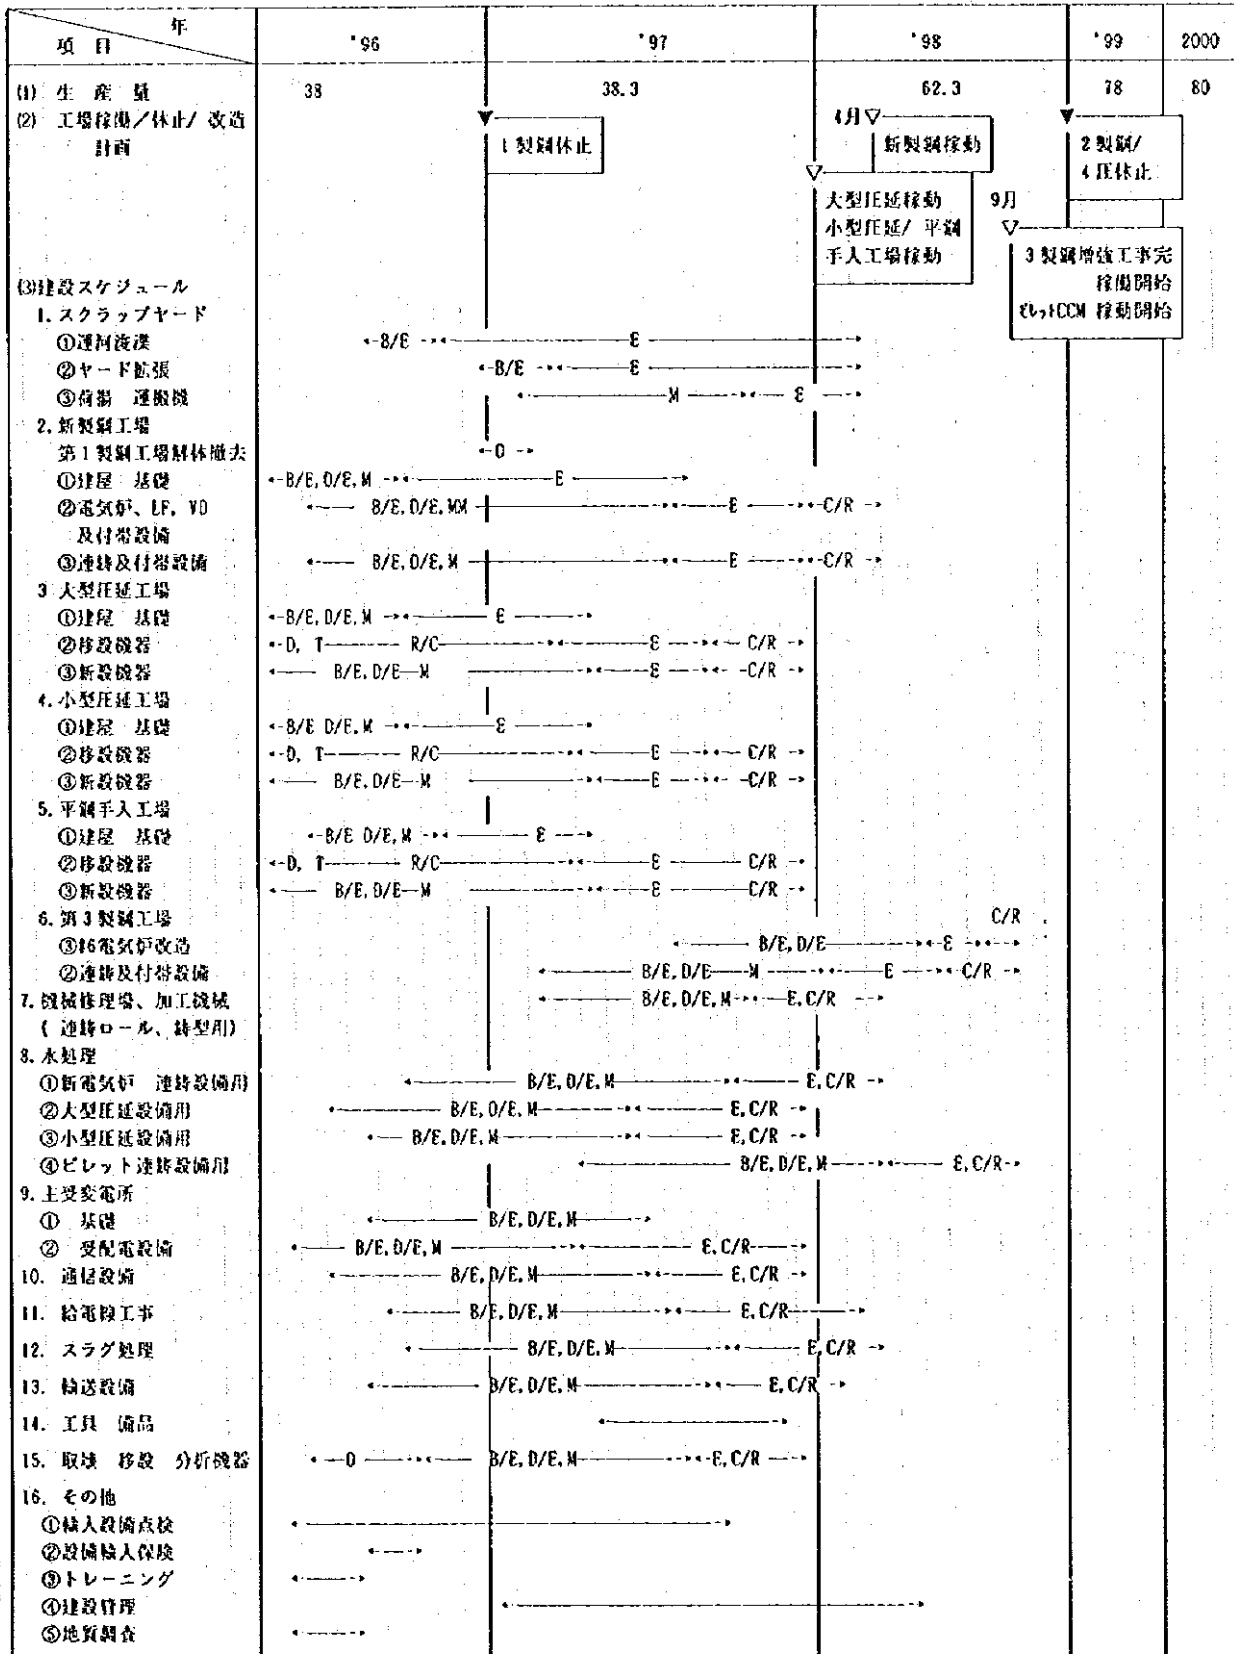 年
項 目
'96 '97 '98 '99 2000
(1) 生 産 量 38 38.3 62.3 78 80
(2) 工場稼働/休止/ 改造
計画
1 製鋼休止
4月
新製鋼稼動
2 製鋼/
4 圧休止
大型圧延稼動
小型圧延/ 平鋼
手入工場稼動
9月
3 製鋼増強工事完
稼働開始
ビレットCCM 稼動開始
(3)建設スケジュール
1. スクラップヤード
①運河浚渫 B/E E
②ヤード拡張 B/E E
③荷揚 運搬機 M E
2. 新製鋼工場
第1製鋼工場解体撤去 D
①建屋 基礎 B/E, D/E, M E
②電気炉、LF, VD B/E, D/E, MM E C/R
及付帯設備
③連鋳及付帯設備 B/E, D/E, M E C/R
3 大型圧延工場
①建屋 基礎 B/E, D/E, M E
②移設機器 D, T R/C E C/R
③新設機器 B/E, D/E M E C/R
4. 小型圧延工場
①建屋 基礎 B/E D/E, M E
②移設機器 D, T R/C E C/R
③新設機器 B/E, D/E M E C/R
5. 平鋼手入工場
①建屋 基礎 B/E D/E, M E
②移設機器 D, T R/C E C/R
③新設機器 B/E, D/E M E C/R
6. 第3製鋼工場 C/R
③#6電気炉改造 B/E, D/E E
②連鋳及付帯設備 B/E, D/E M E C/R
7. 機械修理場、加工機械 B/E, D/E, M E, C/R
( 連鋳ロール、鋳型用)
8. 水処理
①新電気炉 連鋳設備用 B/E, D/E, M E, C/R
②大型圧延設備用 B/E, D/E, M E, C/R
③小型圧延設備用 B/E, D/E, M E, C/R
④ビレット連鋳設備用 B/E, D/E, M E, C/R
9. 主受変電所
① 基礎 B/E, D/E, M
② 受配電設備 B/E, D/E, M E, C/R
10. 通信設備 B/E, D/E, M E, C/R
11. 給電線工事 B/E, D/E, M E, C/R
12. スラグ処理 B/E, D/E, M E, C/R
13. 輸送設備 B/E, D/E, M E, C/R
14. 工具 備品
15. 取壊 移設 分析機器 D B/E, D/E, M E, C/R
16. その他
①輸入設備点検
②設備輸入保険
③トレーニング
④建設管理
⑤地質調査